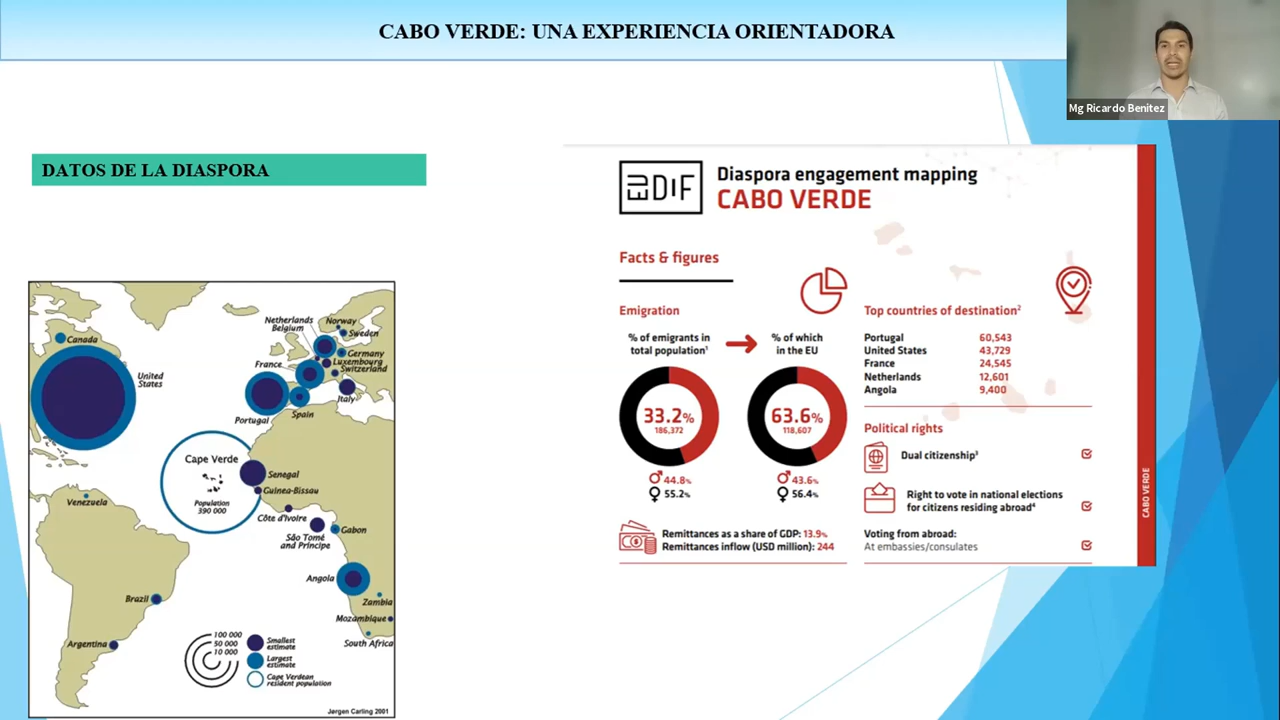 CABO VERDE: UNA EXPERIENCIA ORIENTADORA
Mg Ricardo Benitez
DATOS DE LA DIASPORA
Netherlands
Belgium
Norway
Sweden
Canada
Germany
Luxembourg
Switzerland
France
United
States
Italy
Portugal
Spain
Cape Verde
Population
390 000
Senegal
Guinea-Bissau
Venezuela
Côte d'Ivoire
São Tomé
and Príncipe
Gabon
Angola
Brazil
Zambia
Mozambique
Argentina
South Africa
100 000
50 000
10 000
Smallest
estimate
Largest
estimate
Cape Verdean
resident population
Jørgen Carling 2001
EU DIF
Diaspora engagement mapping
CABO VERDE
Facts & figures
Emigration
% of emigrants in
total population¹
% of which
in the EU
33.2%
186,372
63.6%
118,607
44.8%
55.2%
43.6%
56.4%
Remittances as a share of GDP: 13.9%
Remittances inflow (USD million): 244
Top countries of destination²
Portugal 60,543
United States 43,729
France 24,545
Netherlands 12,601
Angola 9,400
Political rights
Dual citizenship³
Right to vote in national elections
for citizens residing abroad⁴
Voting from abroad:
At embassies/consulates
CABO VERDE